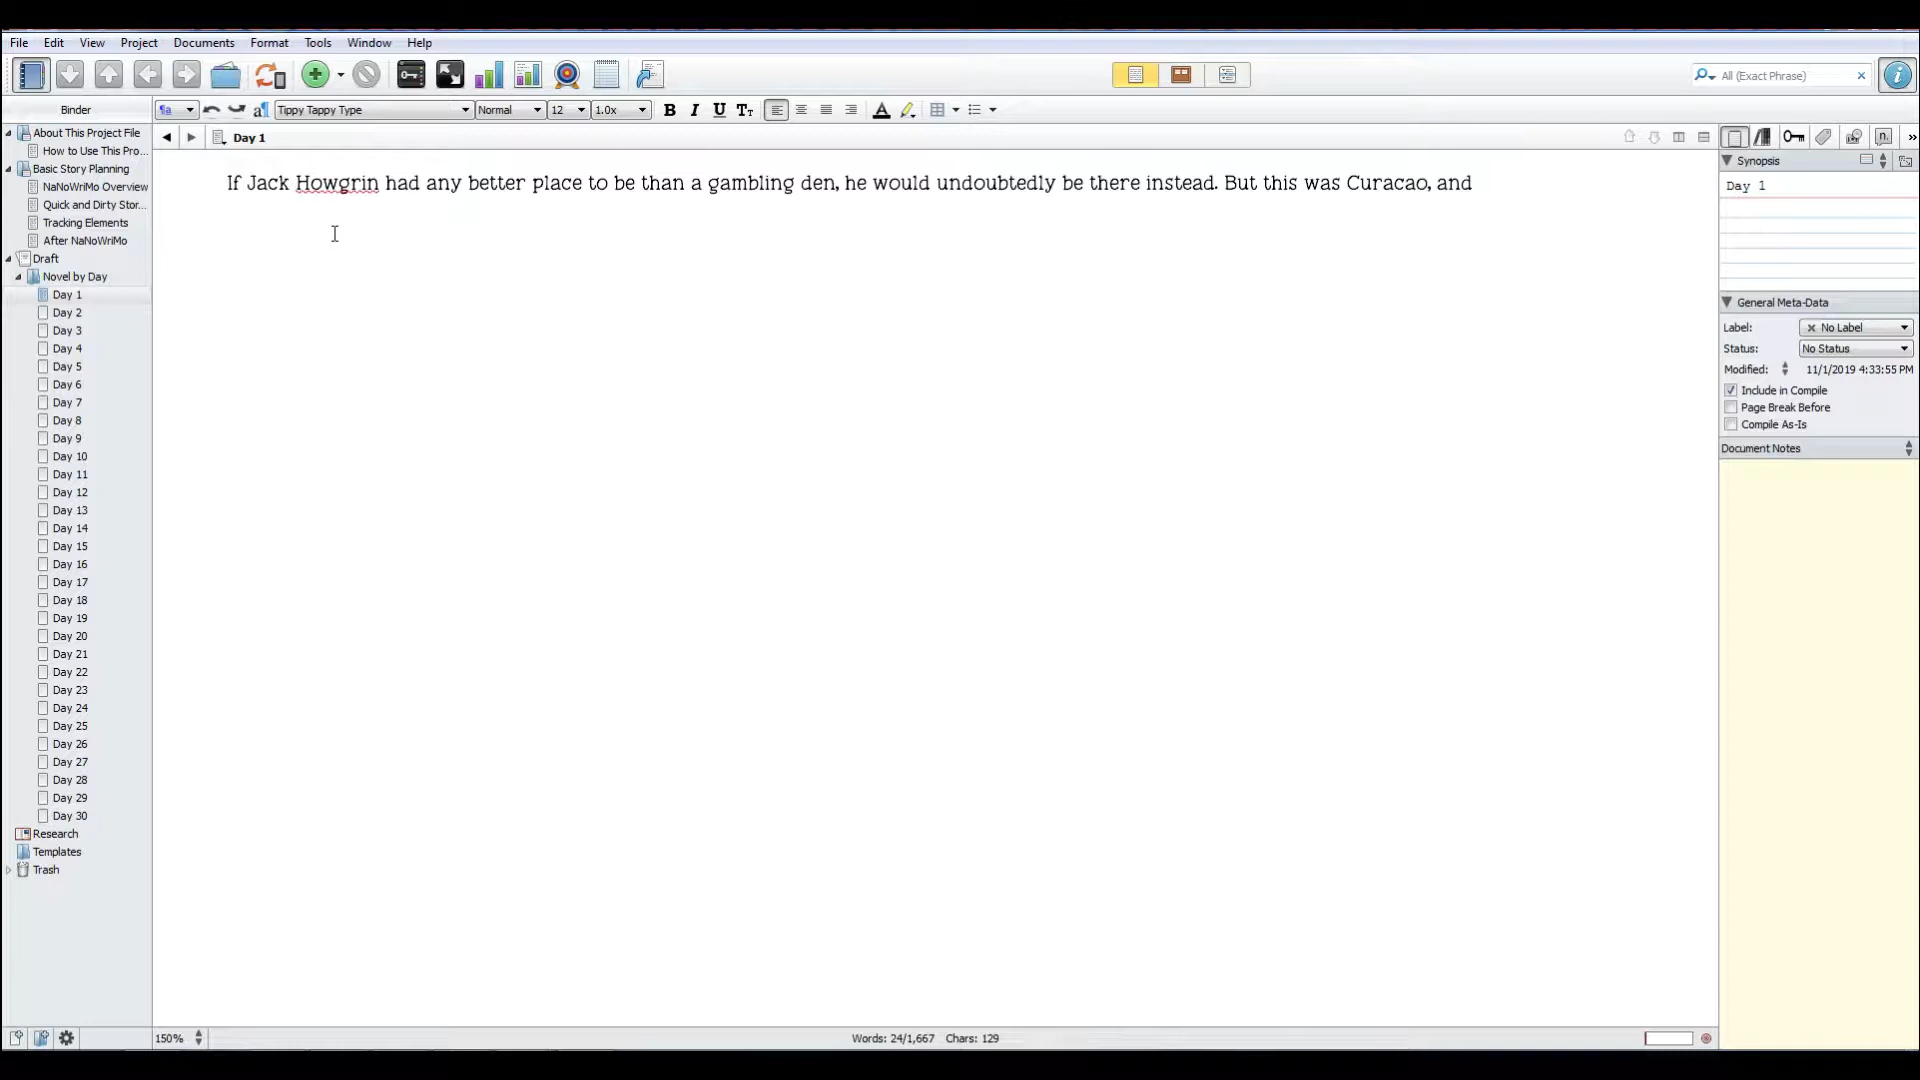 File Edit View Project Documents Format Tools Window Help
All (Exact Phrase)
Binder
Tippy Tappy Type Normal 12 1.0x B I U
Day 1
About This Project File
How to Use This Pro...
Basic Story Planning
NaNoWriMo Overview
Quick and Dirty Stor...
Tracking Elements
After NaNoWriMo
Draft
Novel by Day
Day 1
Day 2
Day 3
Day 4
Day 5
Day 6
Day 7
Day 8
Day 9
Day 10
Day 11
Day 12
Day 13
Day 14
Day 15
Day 16
Day 17
Day 18
Day 19
Day 20
Day 21
Day 22
Day 23
Day 24
Day 25
Day 26
Day 27
Day 28
Day 29
Day 30
Research
Templates
Trash
If Jack Howgrin had any better place to be than a gambling den, he would undoubtedly be there instead. But this was Curacao, and
Synopsis
Day 1
General Meta-Data
Label: No Label
Status: No Status
Modified: 11/1/2019 4:33:55 PM
Include in Compile
Page Break Before
Compile As-Is
Document Notes
150%
Words: 24/1,667 Chars: 129